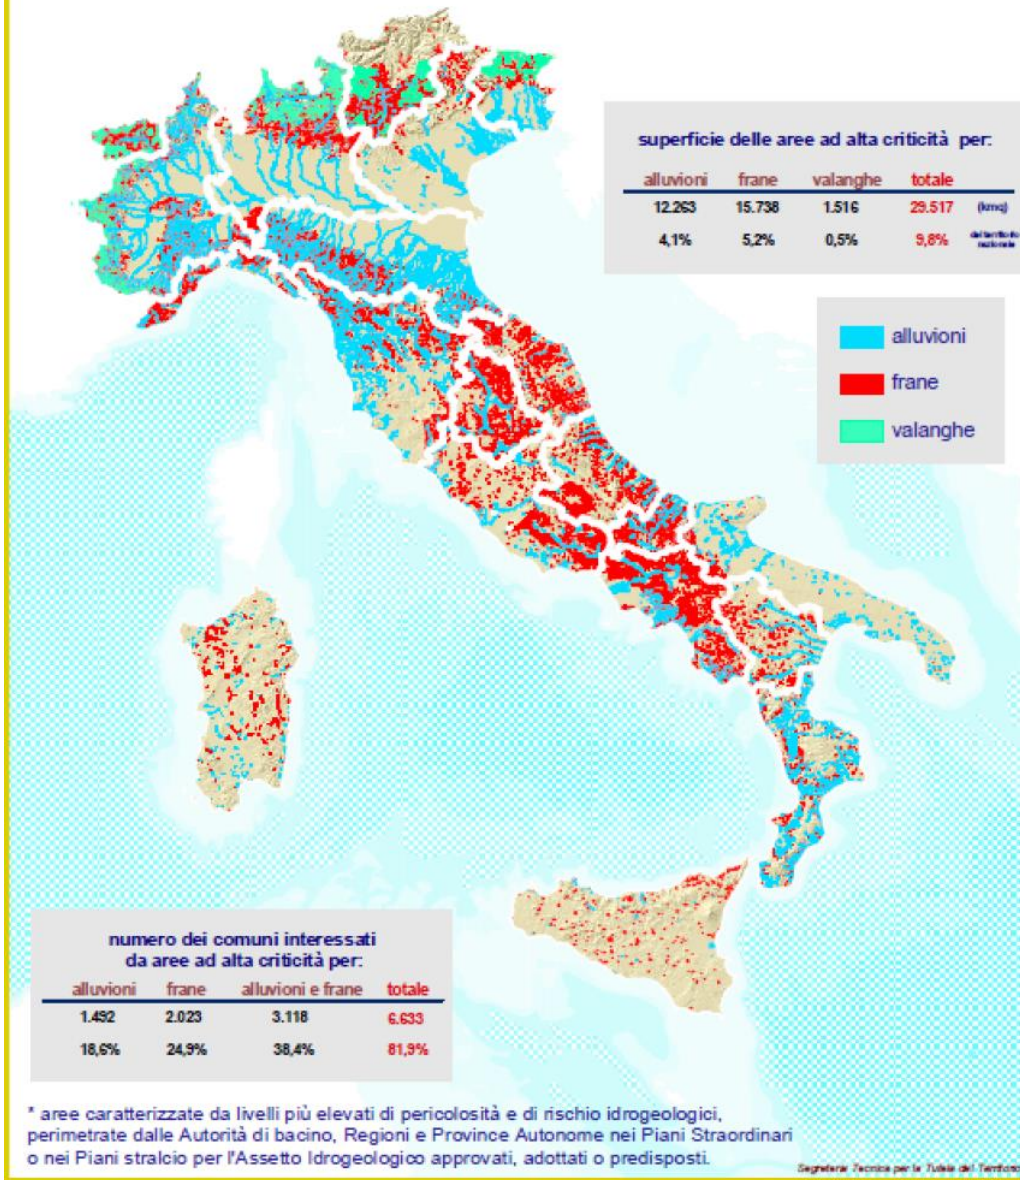 superficie delle aree ad alta criticità per:
alluvioni frane valanghe totale
12.263 15.738 1.516 29.517 (kmq)
4,1% 5,2% 0,5% 9,8% del territorio nazionale
alluvioni
frane
valanghe
numero dei comuni interessati
da aree ad alta criticità per:
alluvioni frane alluvioni e frane totale
1.492 2.023 3.118 6.633
18,6% 24,9% 38,4% 81,9%
* aree caratterizzate da livelli più elevati di pericolosità e di rischio idrogeologici,
perimetrate dalle Autorità di bacino, Regioni e Province Autonome nei Piani Straordinari
o nei Piani stralcio per l'Assetto Idrogeologico approvati, adottati o predisposti.
Segreteria Tecnica per la Tutela del Territorio